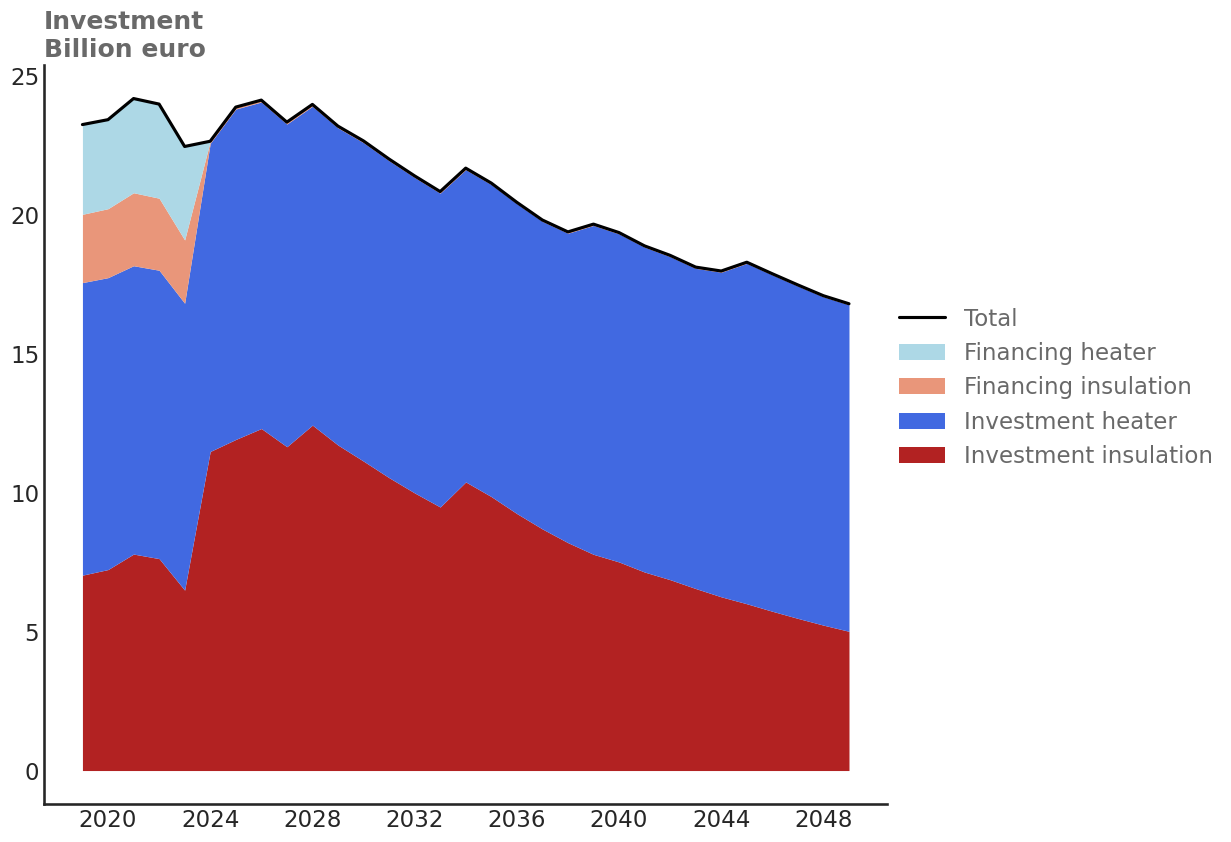 Investment
Billion euro
25
20
15
10
5
0
2020 2024 2028 2032 2036 2040 2044 2048
Total
Financing heater
Financing insulation
Investment heater
Investment insulation